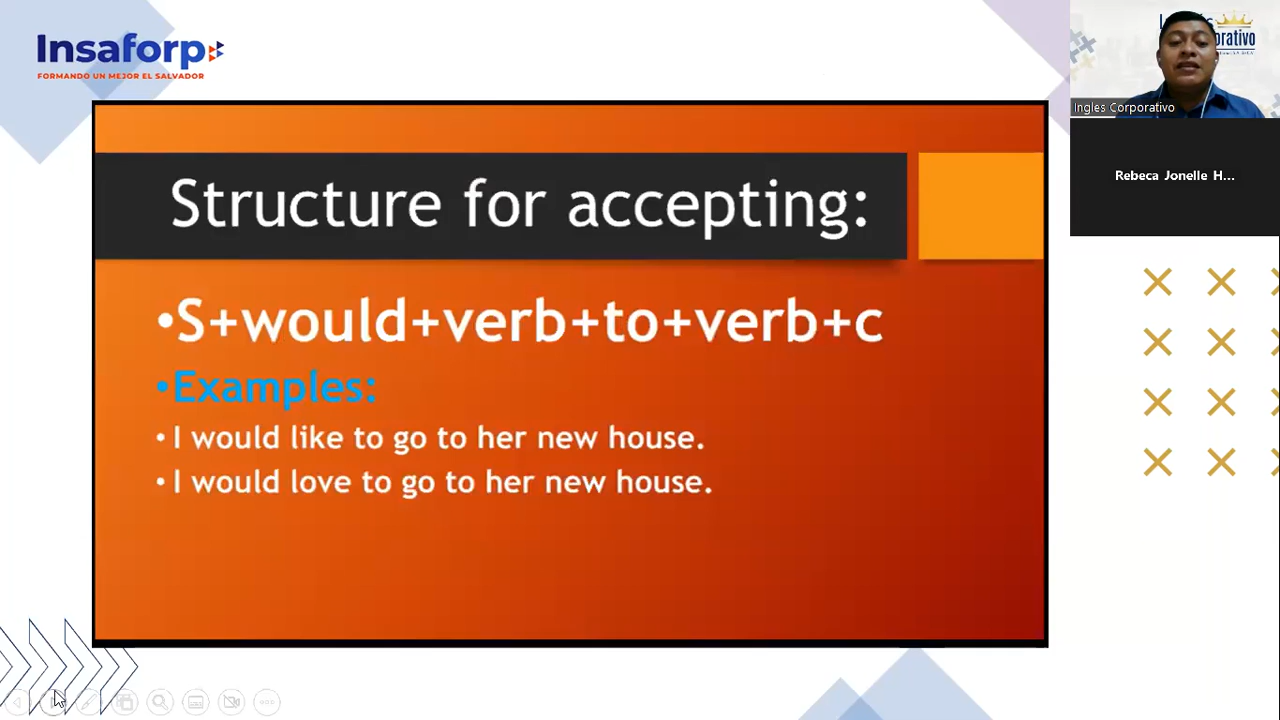 Insaforp
FORMANDO UN MEJOR EL SALVADOR
Structure for accepting:
•S+would+verb+to+verb+c
•Examples:
•I would like to go to her new house.
•I would love to go to her new house.
Ingles Corporativo
Rebeca Jonelle H...